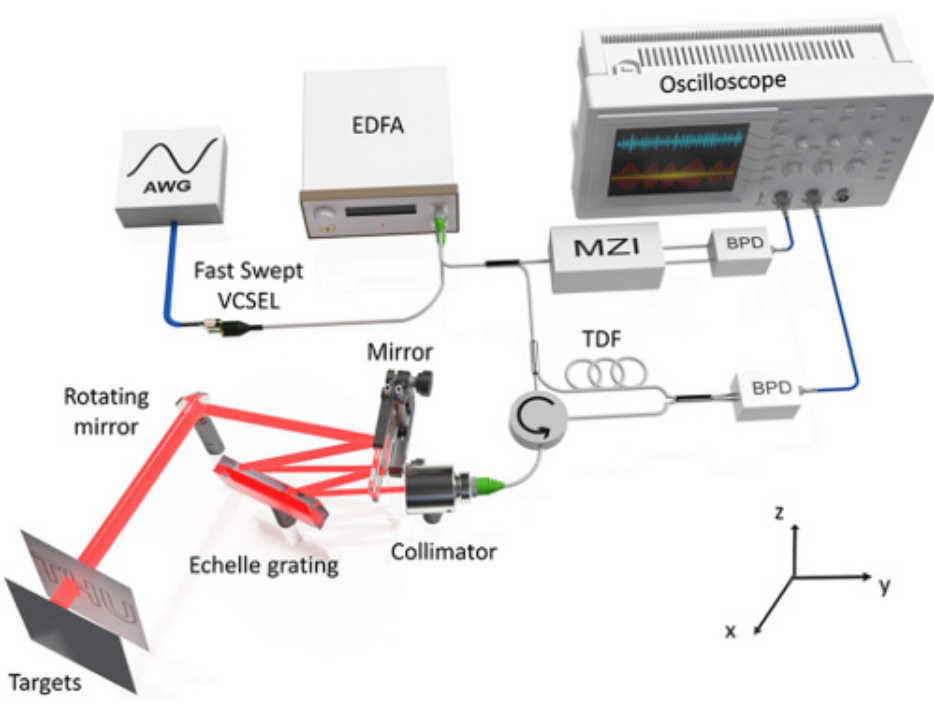 Oscilloscope
EDFA
AWG
MZI
BPD
Fast Swept
VCSEL
TDF
Mirror
BPD
Rotating
mirror
Echelle grating
Collimator
THU
Targets
z
y
x